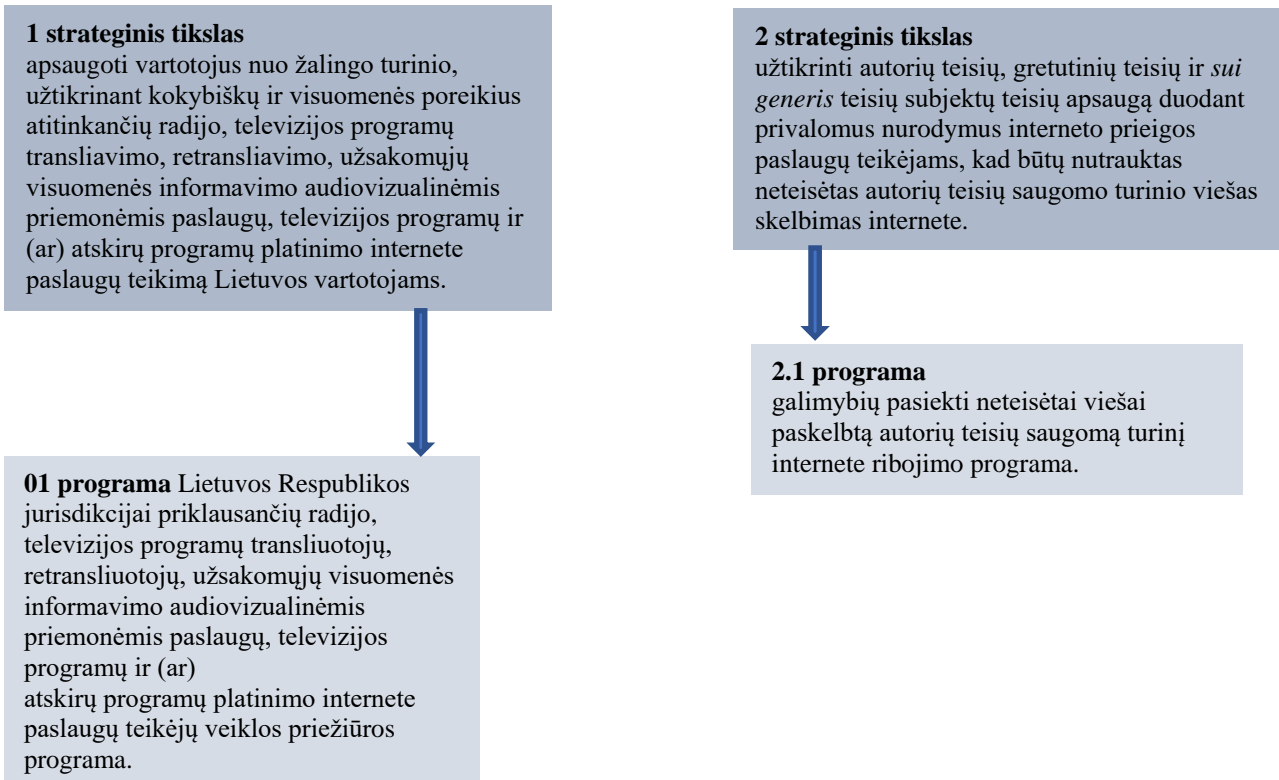 1 strateginis tikslas
apsaugoti vartotojus nuo žalingo turinio,
užtikrinant kokybiškų ir visuomenės poreikius
atitinkančių radijo, televizijos programų
transliavimo, retransliavimo, užsakomųjų
visuomenės informavimo audiovizualinėmis
priemonėmis paslaugų, televizijos programų ir
(ar) atskirų programų platinimo internete
paslaugų teikimą Lietuvos vartotojams.
01 programa Lietuvos Respublikos
jurisdikcijai priklausančių radijo,
televizijos programų transliuotojų,
retransliuotojų, užsakomųjų visuomenės
informavimo audiovizualinėmis
priemonėmis paslaugų, televizijos
programų ir (ar)
atskirų programų platinimo internete
paslaugų teikėjų veiklos priežiūros
programa.
2 strateginis tikslas
užtikrinti autorių teisių, gretutinių teisių ir sui
generis teisių subjektų teisių apsaugą duodant
privalomus nurodymus interneto prieigos
paslaugų teikėjams, kad būtų nutrauktas
neteisėtas autorių teisių saugomo turinio viešas
skelbimas internete.
2.1 programa
galimybių pasiekti neteisėtai viešai
paskelbtą autorių teisių saugomą turinį
internete ribojimo programa.